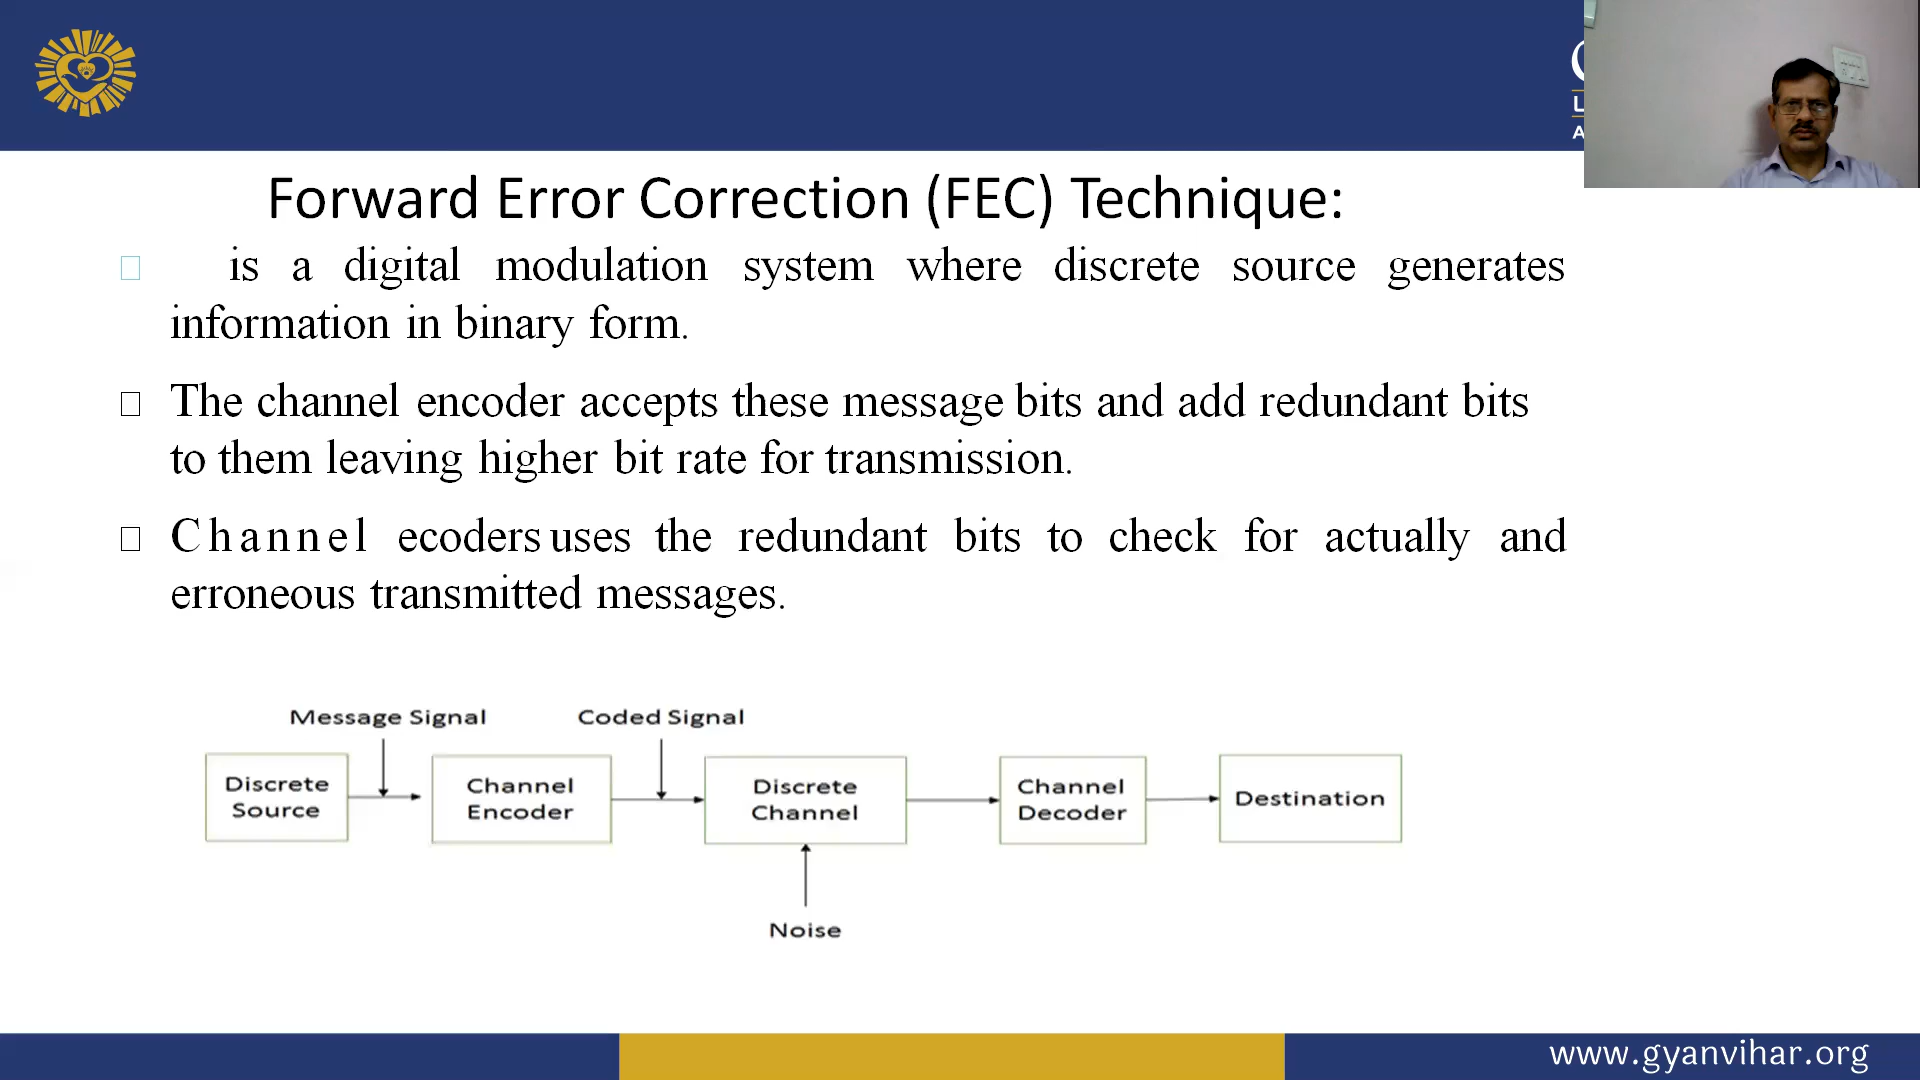 Forward Error Correction (FEC) Technique:
is a digital modulation system where discrete source generates
information in binary form.
The channel encoder accepts these message bits and add redundant bits
to them leaving higher bit rate for transmission.
Channel ecoders uses the redundant bits to check for actually and
erroneous transmitted messages.
Message Signal
Coded Signal
Discrete
Source
Channel
Encoder
Discrete
Channel
Channel
Decoder
Destination
Noise
www.gyanvihar.org